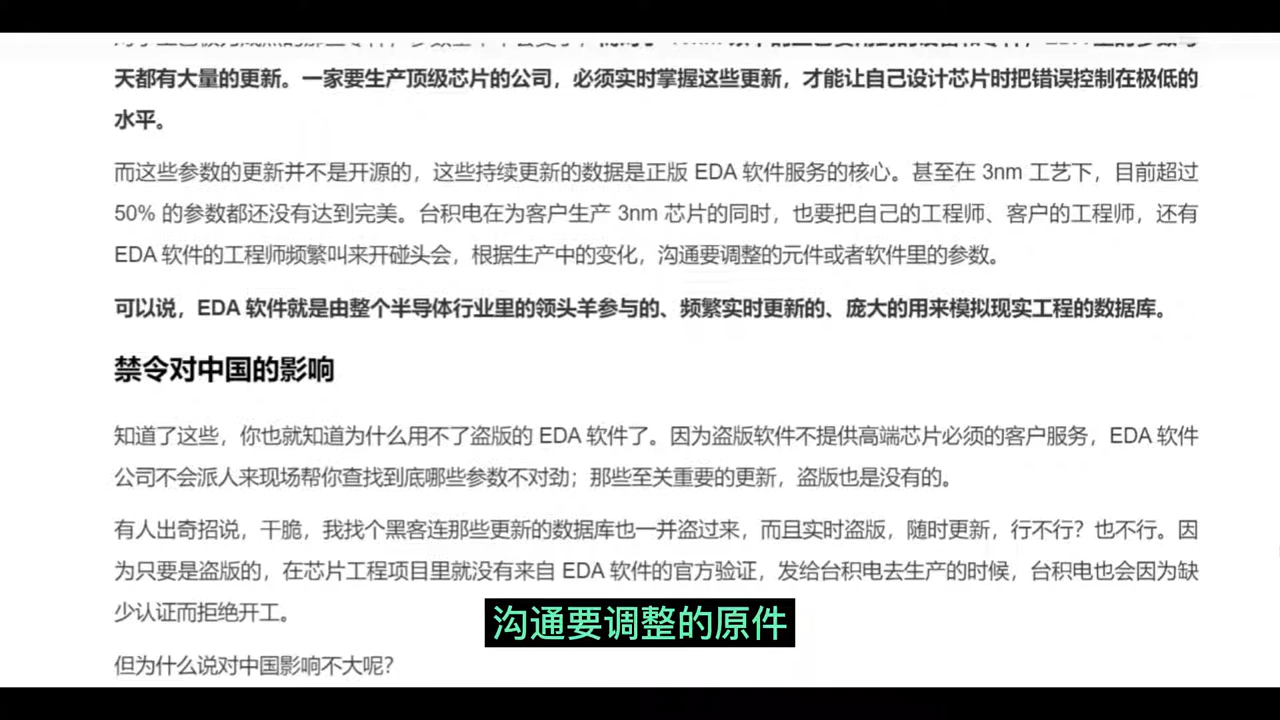 天都有大量的更新。一家要生产顶级芯片的公司，必须实时掌握这些更新，才能让自己设计芯片时把错误控制在极低的
水平。
而这些参数的更新并不是开源的，这些持续更新的数据是正版 EDA 软件服务的核心。甚至在 3nm 工艺下，目前超过
50% 的参数都还没有达到完美。台积电在为客户生产 3nm 芯片的同时，也要把自己的工程师、客户的工程师，还有
EDA 软件的工程师频繁叫来开碰头会，根据生产中的变化，沟通要调整的元件或者软件里的参数。
可以说，EDA 软件就是由整个半导体行业里的领头羊参与的、频繁实时更新的、庞大的用来模拟现实工程的数据库。
禁令对中国的影响
知道了这些，你也就知道为什么用不了盗版的 EDA 软件了。因为盗版软件不提供高端芯片必须的客户服务，EDA 软件
公司不会派人来现场帮你查找到底哪些参数不对劲；那些至关重要的更新，盗版也是没有的。
有人出奇招说，干脆，我找个黑客连那些更新的数据库也一并盗过来，而且实时盗版，随时更新，行不行？也不行。因
为只要是盗版的，在芯片工程项目里就没有来自 EDA 软件的官方验证，发给台积电去生产的时候，台积电也会因为缺
少认证而拒绝开工。
沟通要调整的原件
但为什么说对中国影响不大呢？